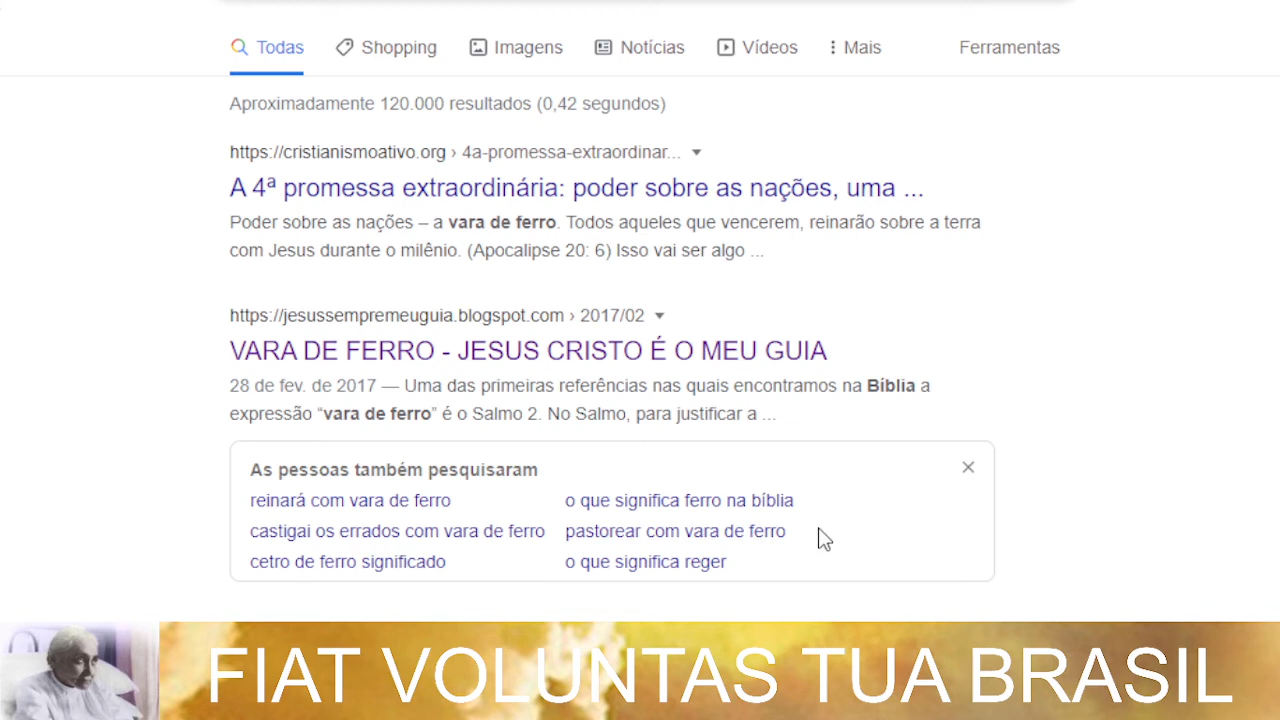 Todas Shopping Imagens Notícias Vídeos Mais Ferramentas
Aproximadamente 120.000 resultados (0,42 segundos)
https://cristianismoativo.org › 4a-promessa-extraordinar...
A 4ª promessa extraordinária: poder sobre as nações, uma ...
Poder sobre as nações – a vara de ferro. Todos aqueles que vencerem, reinarão sobre a terra
com Jesus durante o milênio. (Apocalipse 20: 6) Isso vai ser algo ...
https://jesussempremeuguia.blogspot.com › 2017/02
VARA DE FERRO - JESUS CRISTO É O MEU GUIA
28 de fev. de 2017 — Uma das primeiras referências nas quais encontramos na Bíblia a
expressão “vara de ferro” é o Salmo 2. No Salmo, para justificar a ...
As pessoas também pesquisaram
reinará com vara de ferro o que significa ferro na bíblia
castigai os errados com vara de ferro pastorear com vara de ferro
cetro de ferro significado o que significa reger
FIAT VOLUNTAS TUA BRASIL